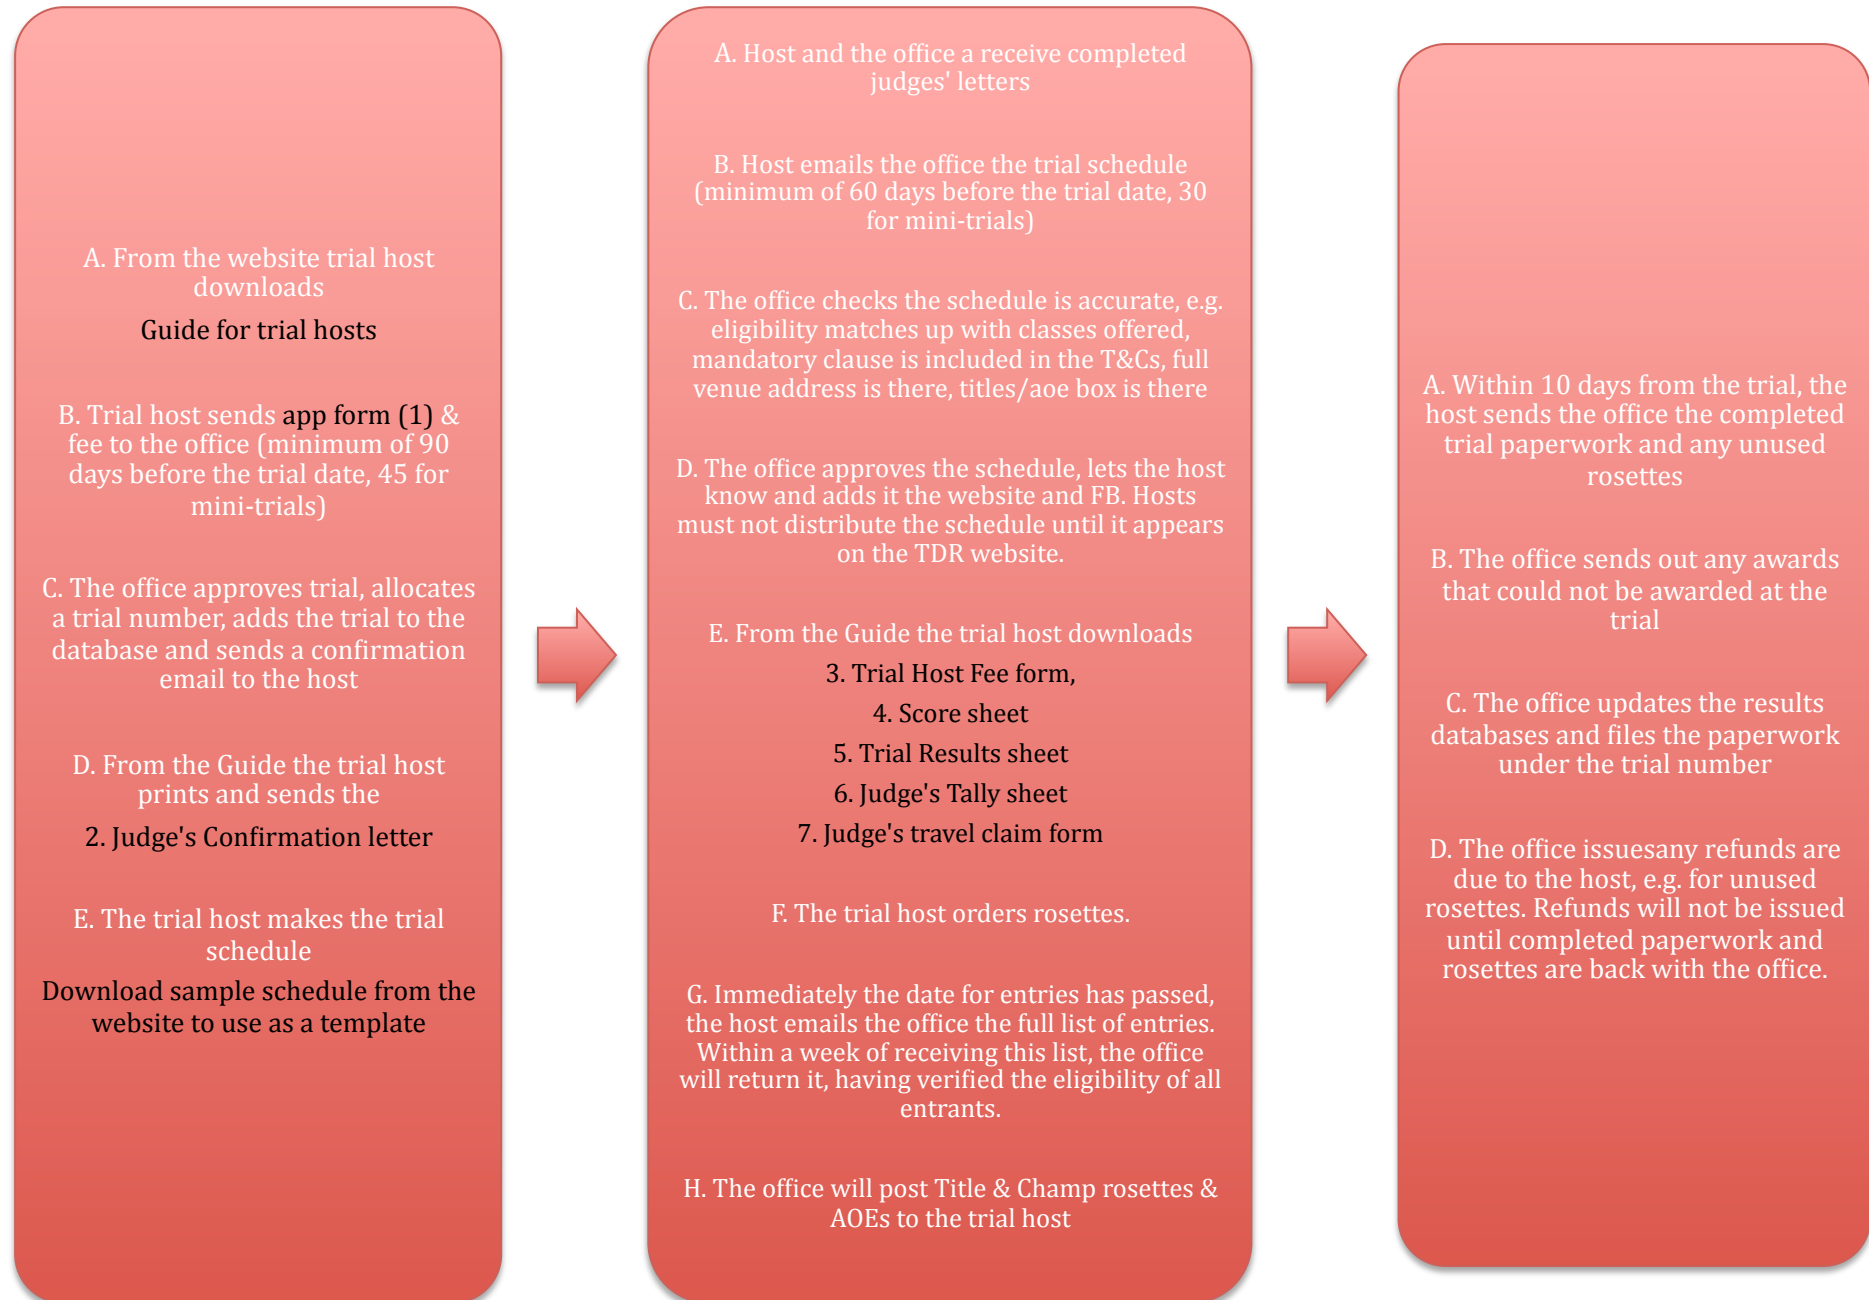 A. From the website trial host
downloads
Guide for trial hosts
B. Trial host sends app form (1) &
fee to the office (minimum of 90
days before the trial date, 45 for
mini-trials)
C. The office approves trial, allocates
a trial number, adds the trial to the
database and sends a confirmation
email to the host
D. From the Guide the trial host
prints and sends the
2. Judge's Confirmation letter
E. The trial host makes the trial
schedule
Download sample schedule from the
website to use as a template
A. Host and the office a receive completed
judges' letters
B. Host emails the office the trial schedule
(minimum of 60 days before the trial date, 30
for mini-trials)
C. The office checks the schedule is accurate, e.g.
eligibility matches up with classes offered,
mandatory clause is included in the T&Cs, full
venue address is there, titles/aoe box is there
D. The office approves the schedule, lets the host
know and adds it the website and FB. Hosts
must not distribute the schedule until it appears
on the TDR website.
E. From the Guide the trial host downloads
3. Trial Host Fee form,
4. Score sheet
5. Trial Results sheet
6. Judge's Tally sheet
7. Judge's travel claim form
F. The trial host orders rosettes.
G. Immediately the date for entries has passed,
the host emails the office the full list of entries.
Within a week of receiving this list, the office
will return it, having verified the eligibility of all
entrants.
H. The office will post Title & Champ rosettes &
AOEs to the trial host
A. Within 10 days from the trial, the
host sends the office the completed
trial paperwork and any unused
rosettes
B. The office sends out any awards
that could not be awarded at the
trial
C. The office updates the results
databases and files the paperwork
under the trial number
D. The office issuesany refunds are
due to the host, e.g. for unused
rosettes. Refunds will not be issued
until completed paperwork and
rosettes are back with the office.